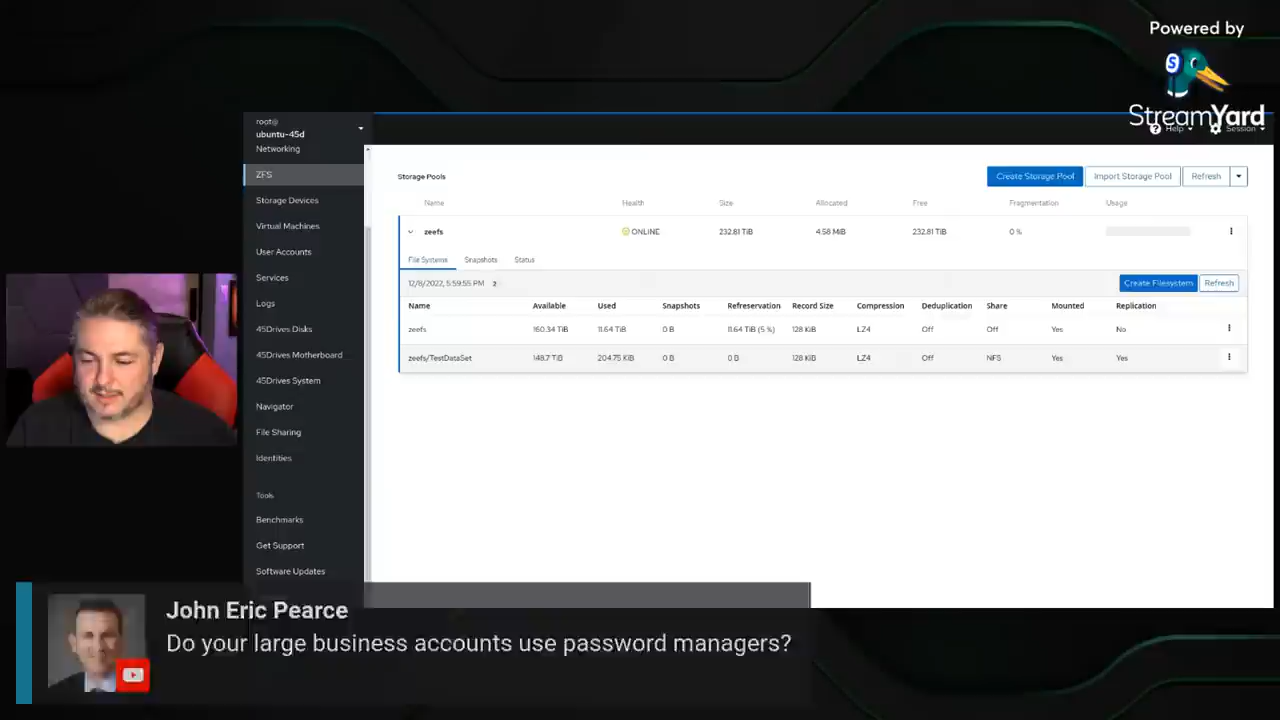 Powered by
S
StreamYard
Help
Session
root@
ubuntu-45d
Networking
ZFS
Storage Devices
Virtual Machines
User Accounts
Services
Logs
45Drives Disks
45Drives Motherboard
45Drives System
Navigator
File Sharing
Identities
Tools
Benchmarks
Get Support
Software Updates
Storage Pools
Create Storage Pool
Import Storage Pool
Refresh
Name Health Size Allocated Free Fragmentation Usage
zeefs ONLINE 232.81 TiB 4.58 MiB 232.81 TiB 0 %
File Systems Snapshots Status
12/8/2022, 5:59:55 PM 2
Create Filesystem Refresh
Name Available Used Snapshots Refreservation Record Size Compression Deduplication Share Mounted Replication
zeefs 160.34 TiB 11.64 TiB 0 B 11.64 TiB (5 %) 128 KiB LZ4 Off Off Yes No
zeefs/TestDataSet 148.7 TiB 204.75 KiB 0 B 0 B 128 KiB LZ4 Off NFS Yes Yes
John Eric Pearce
Do your large business accounts use password managers?